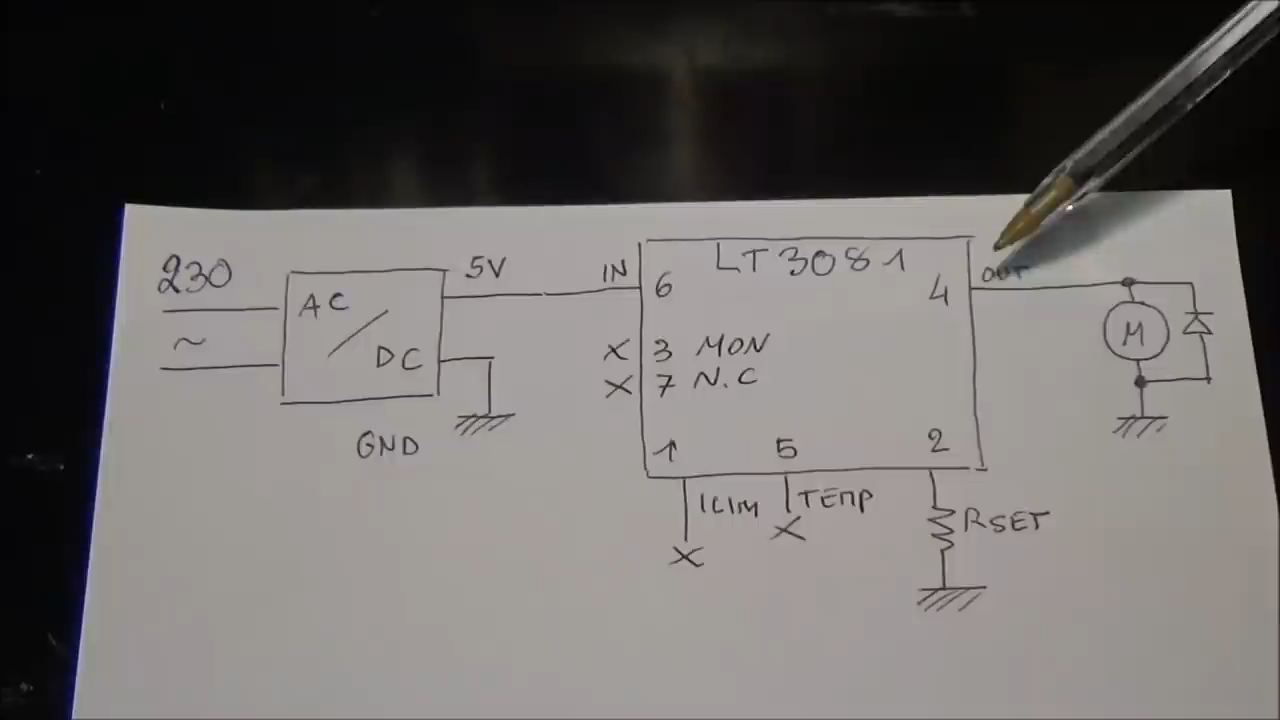 230
~
AC
DC
GND
5V
IN
LT3081
6
4
OUT
X 3 MON
X 7 N.C
1
5
2
ILIM
TEMP
X
X
RSET
M